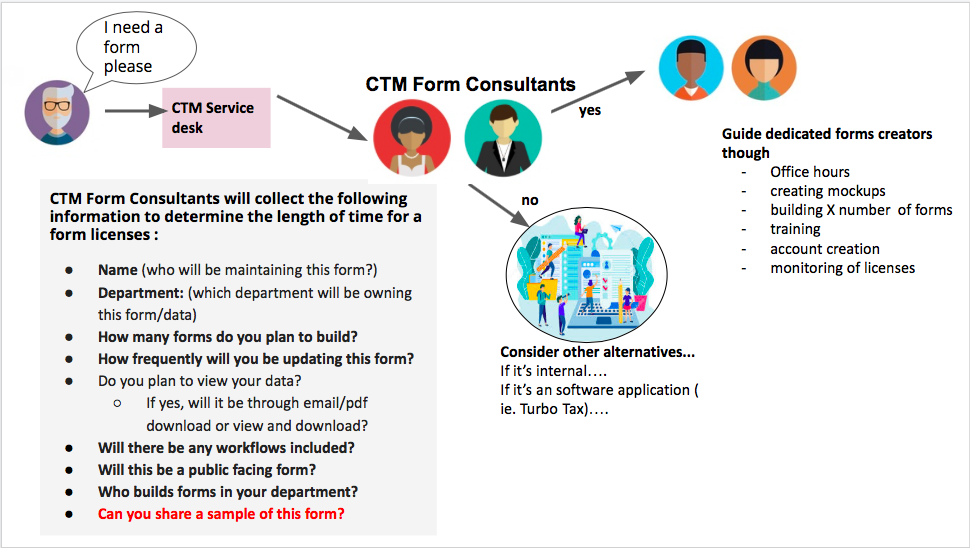 I need a
form
please
CTM Service
desk
CTM Form Consultants
yes
no
Guide dedicated forms creators
though
- Office hours
- creating mockups
- building X number of forms
- training
- account creation
- monitoring of licenses
CTM Form Consultants will collect the following
information to determine the length of time for a
form licenses :
● Name (who will be maintaining this form?)
● Department: (which department will be owning
this form/data)
● How many forms do you plan to build?
● How frequently will you be updating this form?
● Do you plan to view your data?
○ If yes, will it be through email/pdf
download or view and download?
● Will there be any workflows included?
● Will this be a public facing form?
● Who builds forms in your department?
● Can you share a sample of this form?
Consider other alternatives...
If it's internal....
If it's an software application (
ie. Turbo Tax)....